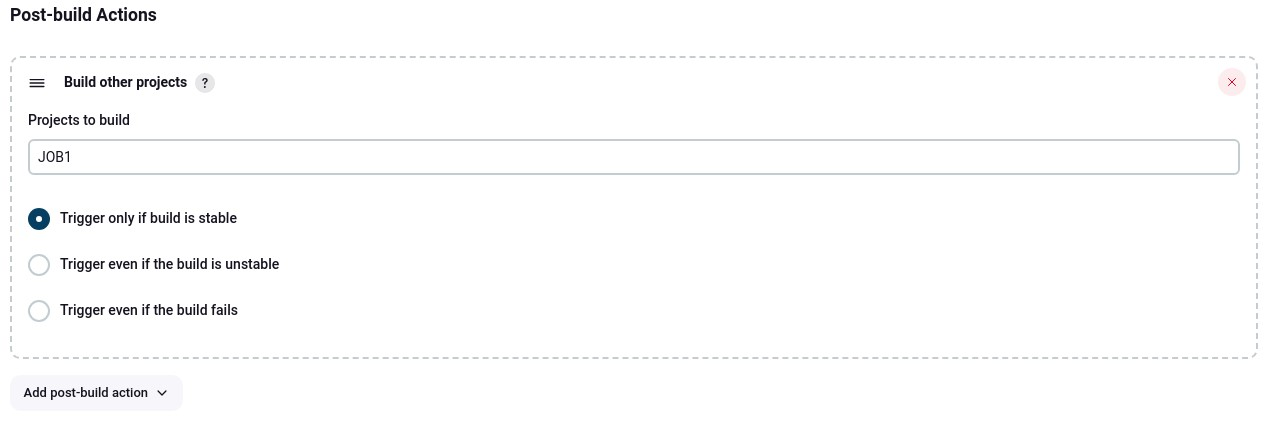 Post-build Actions
Build other projects ?
Projects to build
JOB1
Trigger only if build is stable
Trigger even if the build is unstable
Trigger even if the build fails
Add post-build action